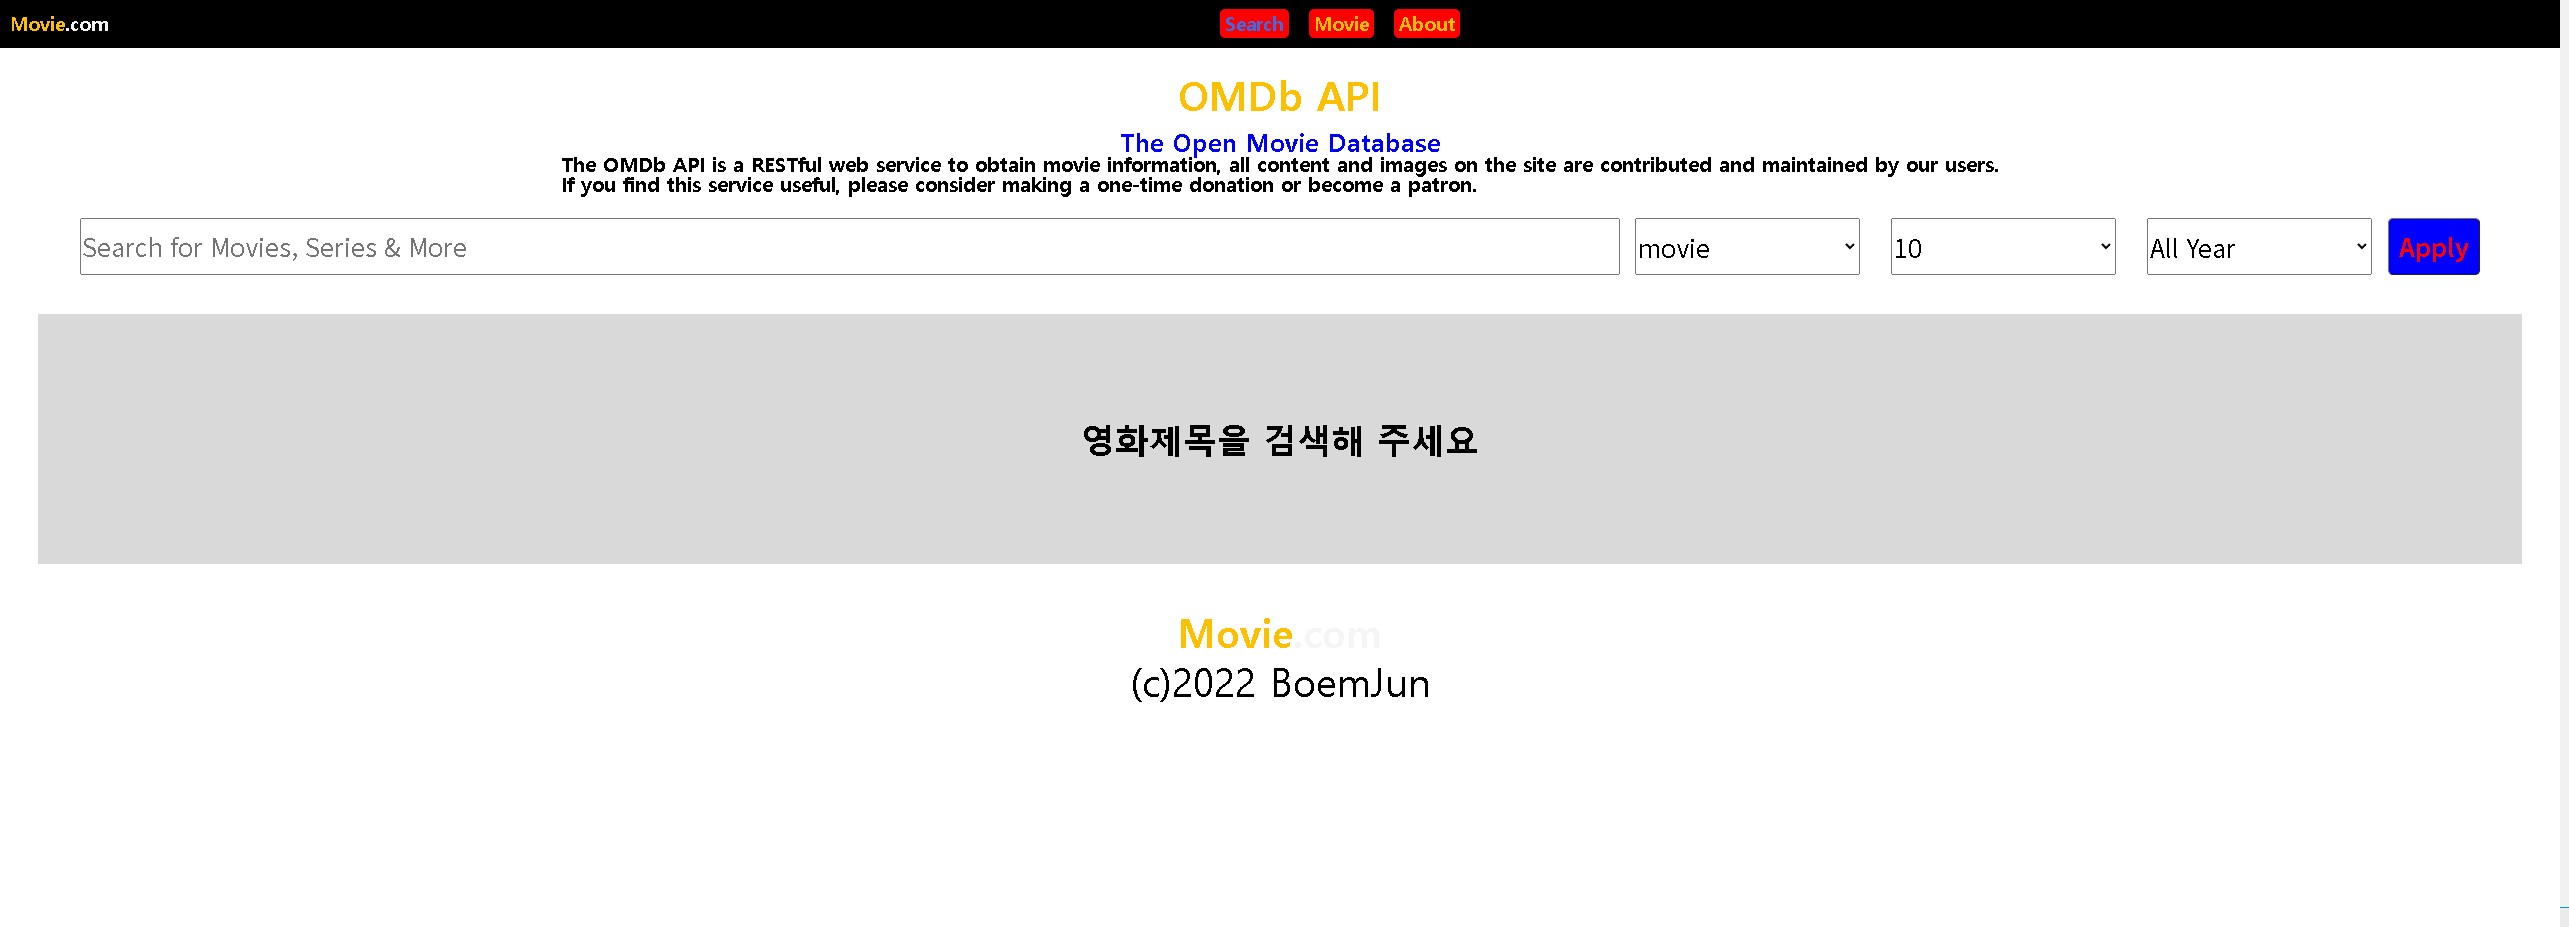 Movie.com
Search Movie About
OMDb API
The Open Movie Database
The OMDb API is a RESTful web service to obtain movie information, all content and images on the site are contributed and maintained by our users.
If you find this service useful, please consider making a one-time donation or become a patron.
Search for Movies, Series & More movie 10 All Year Apply
영화제목을 검색해 주세요
Movie.com
(c)2022 BoemJun